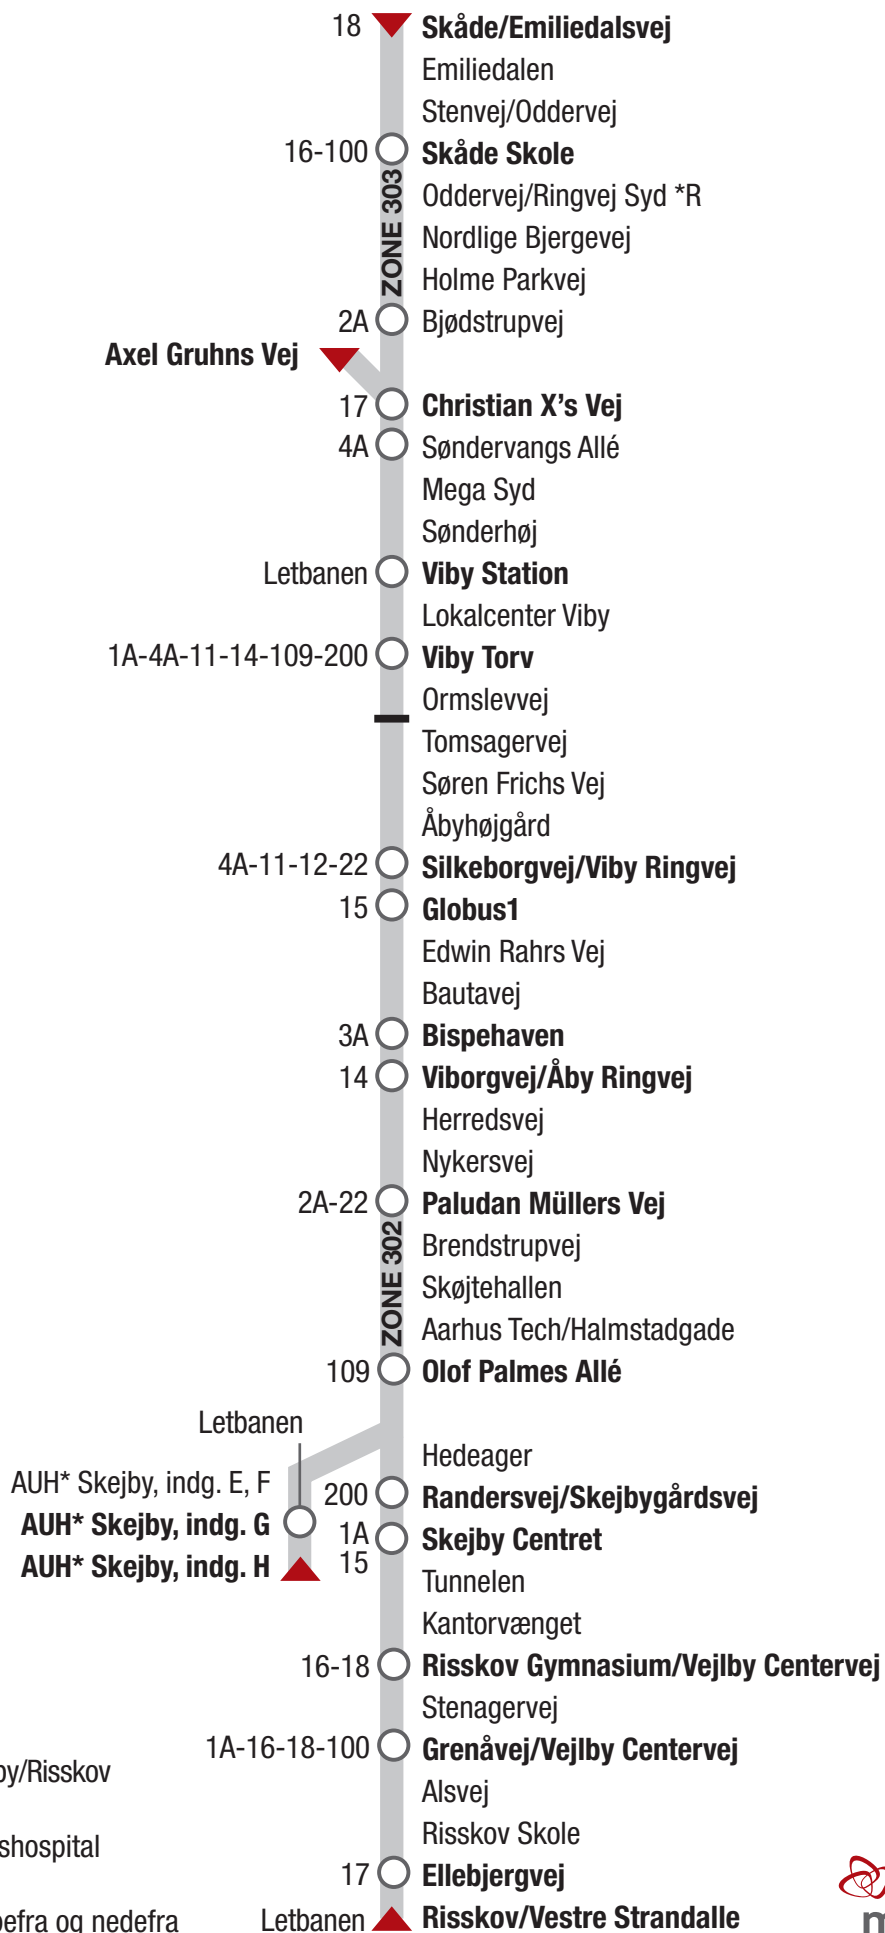 18 Skåde/Emiliedalsvej
Emiliedalen
Stenvej/Oddervej
16-100 Skåde Skole
ZONE 303
Oddervej/Ringvej Syd *R
Nordlige Bjergevej
Holme Parkvej
2A Bjødstrupvej
Axel Gruhns Vej
17 Christian X's Vej
4A Søndervangs Allé
Mega Syd
Sønderhøj
Letbanen Viby Station
Lokalcenter Viby
1A-4A-11-14-109-200 Viby Torv
Ormslevvej
Tomsagervej
Søren Frichs Vej
Åbyhøjgård
4A-11-12-22 Silkeborgvej/Viby Ringvej
15 Globus1
Edwin Rahrs Vej
Bautavej
3A Bispehaven
14 Viborgvej/Åby Ringvej
Herredsvej
Nykersvej
2A-22 Paludan Müllers Vej
ZONE 302
Brendstrupvej
Skøjtehallen
Aarhus Tech/Halmstadgade
109 Olof Palmes Allé
Letbanen
Hedeager
AUH* Skejby, indg. E, F
200 Randersvej/Skejbygårdsvej
AUH* Skejby, indg. G
1A Skejby Centret
15
AUH* Skejby, indg. H
Tunnelen
Kantorvænget
16-18 Risskov Gymnasium/Vejlby Centervej
Stenagervej
1A-16-18-100 Grenåvej/Vejlby Centervej
by/Risskov
Alsvej
Risskov Skole
shospital
17 Ellebjergvej
og nedefra
Letbanen Risskov/Vestre Strandalle
m